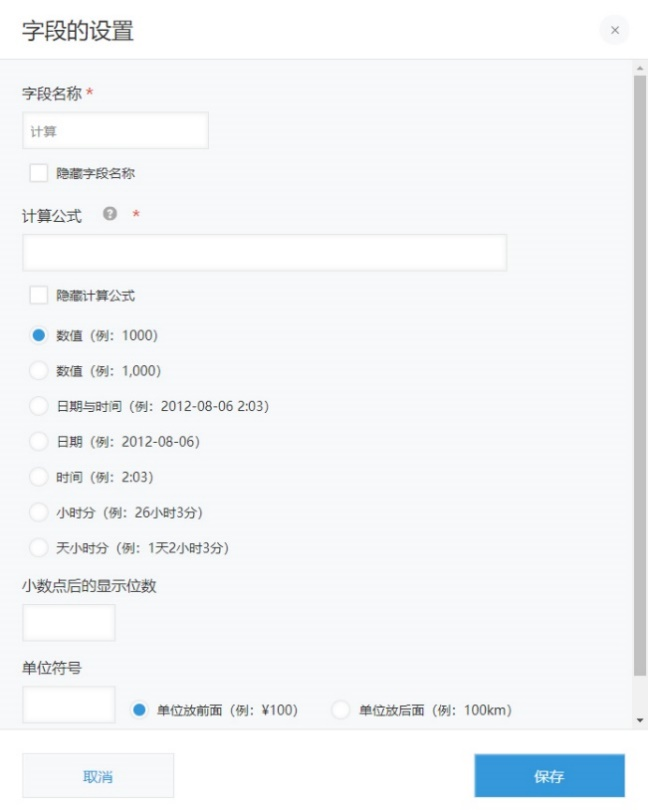 字段的设置
字段名称 *
计算
隐藏字段名称
计算公式 ? *
隐藏计算公式
数值（例：1000）
数值（例：1,000）
日期与时间（例：2012-08-06 2:03）
日期（例：2012-08-06）
时间（例：2:03）
小时分（例：26小时3分）
天小时分（例：1天2小时3分）
小数点后的显示位数
单位符号
单位放前面（例：¥100） 单位放后面（例：100km）
取消 保存